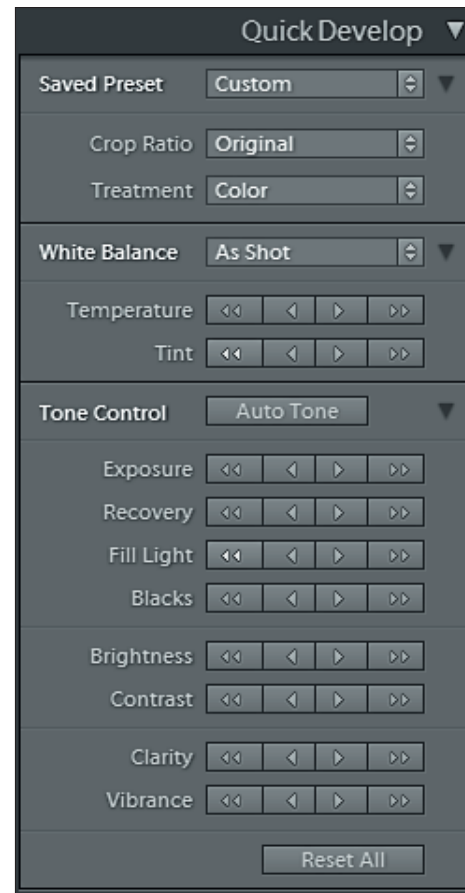 Quick Develop
Saved Preset Custom
Crop Ratio Original
Treatment Color
White Balance As Shot
Temperature
Tint
Tone Control Auto Tone
Exposure
Recovery
Fill Light
Blacks
Brightness
Contrast
Clarity
Vibrance
Reset All